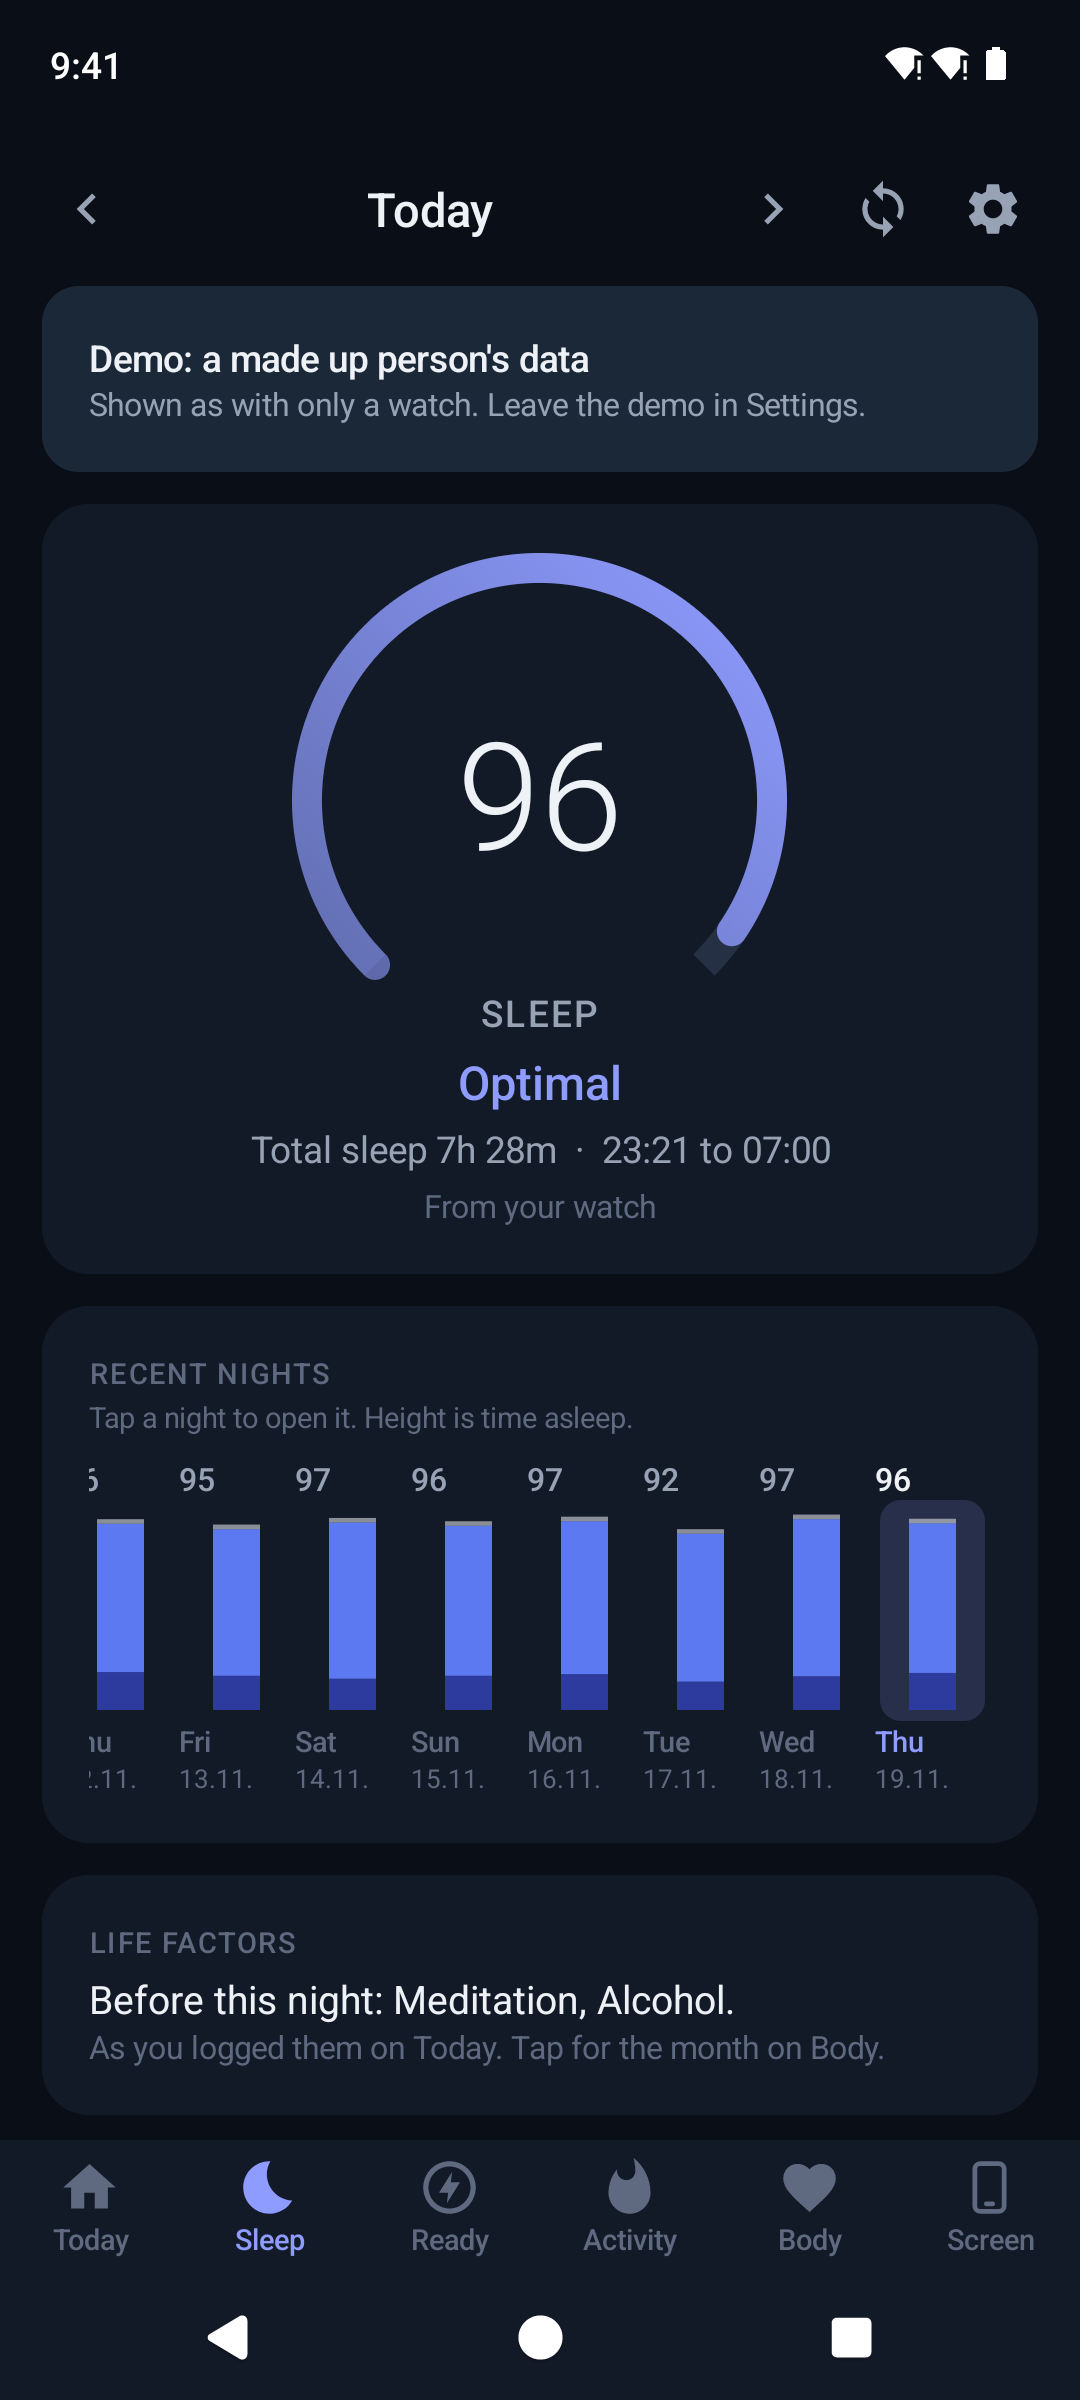 9:41
Today
Demo: a made up person's data
Shown as with only a watch. Leave the demo in Settings.
96
SLEEP
Optimal
Total sleep 7h 28m · 23:21 to 07:00
From your watch
RECENT NIGHTS
Tap a night to open it. Height is time asleep.
95 97 96 97 92 97 96
Fri Sat Sun Mon Tue Wed Thu
13.11. 14.11. 15.11. 16.11. 17.11. 18.11. 19.11.
LIFE FACTORS
Before this night: Meditation, Alcohol.
As you logged them on Today. Tap for the month on Body.
Today Sleep Ready Activity Body Screen